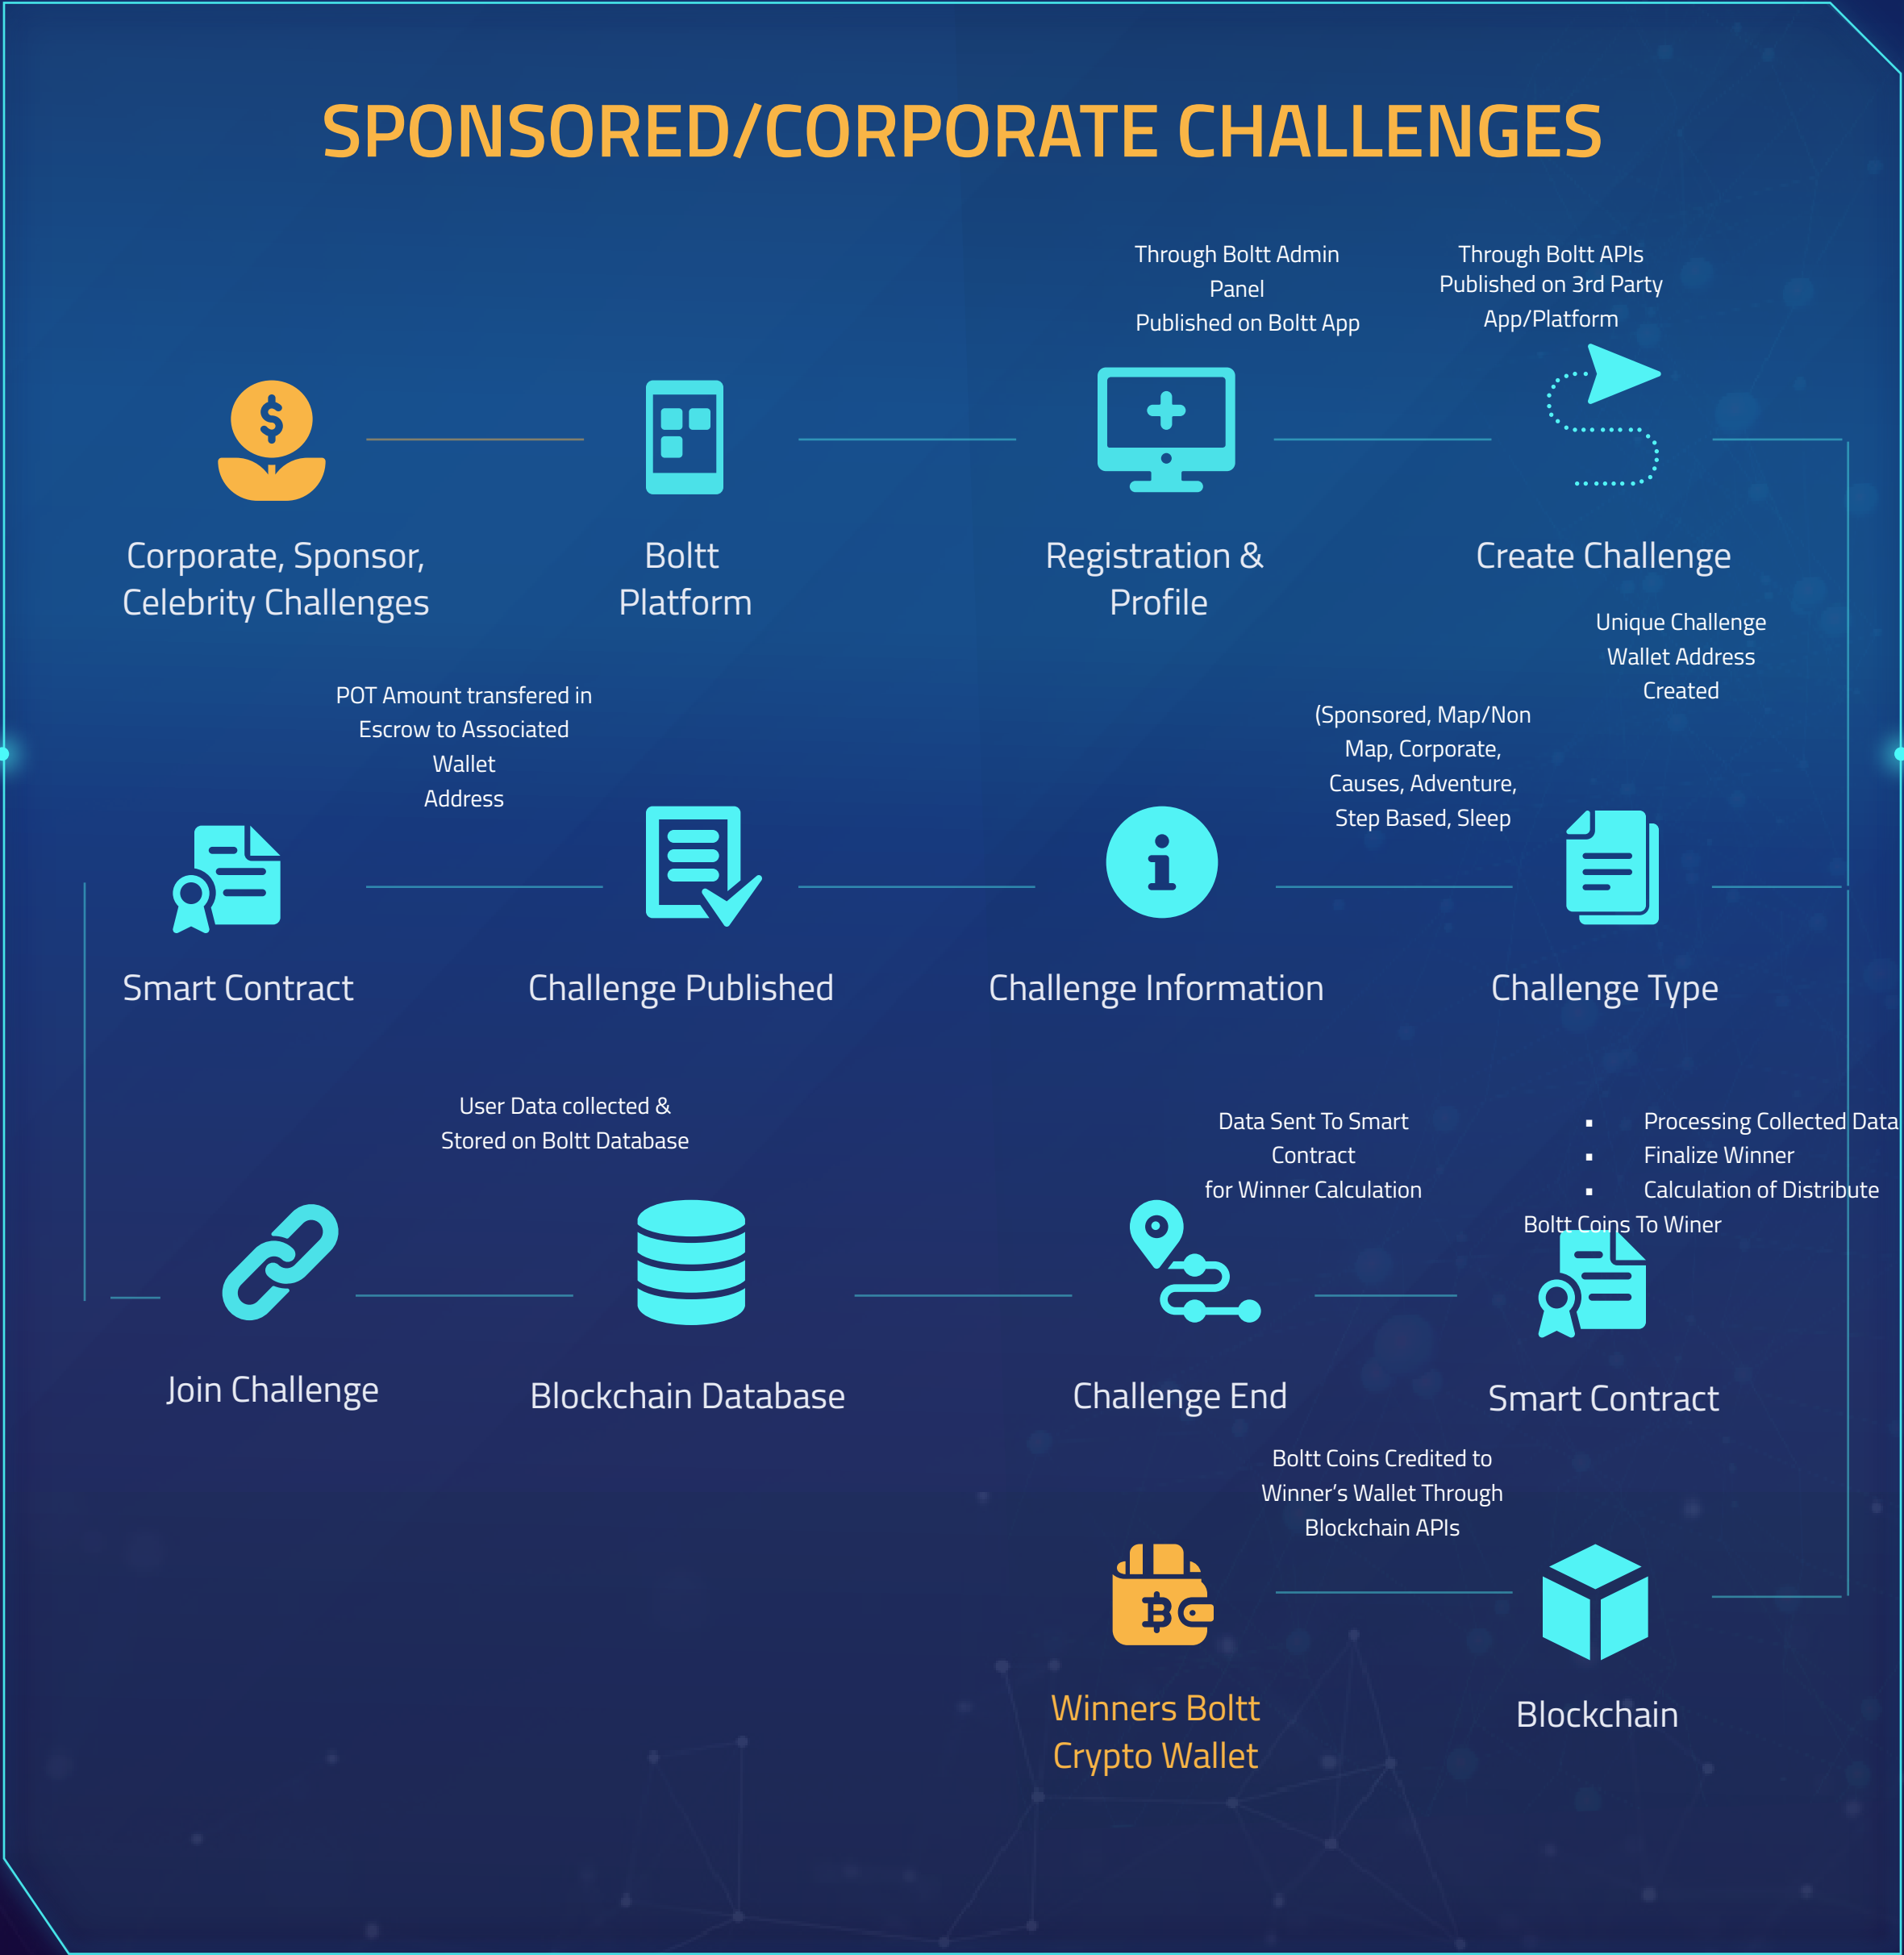 SPONSORED/CORPORATE CHALLENGES
Through Boltt Admin
Panel
Published on Boltt App
Through Boltt APIs
Published on 3rd Party
App/Platform
Corporate, Sponsor,
Celebrity Challenges
Boltt
Platform
Registration &
Profile
Create Challenge
Unique Challenge
Wallet Address
Created
(Sponsored, Map/Non
Map, Corporate,
Causes, Adventure,
Step Based, Sleep
POT Amount transfered in
Escrow to Associated
Wallet
Address
Challenge Type
Challenge Information
Challenge Published
Smart Contract
User Data collected &
Stored on Boltt Database
Data Sent To Smart
Contract
for Winner Calculation
▪ Processing Collected Data
▪ Finalize Winner
▪ Calculation of Distribute
Boltt Coins To Winer
Join Challenge
Blockchain Database
Challenge End
Smart Contract
Boltt Coins Credited to
Winner’s Wallet Through
Blockchain APIs
Blockchain
Winners Boltt
Crypto Wallet